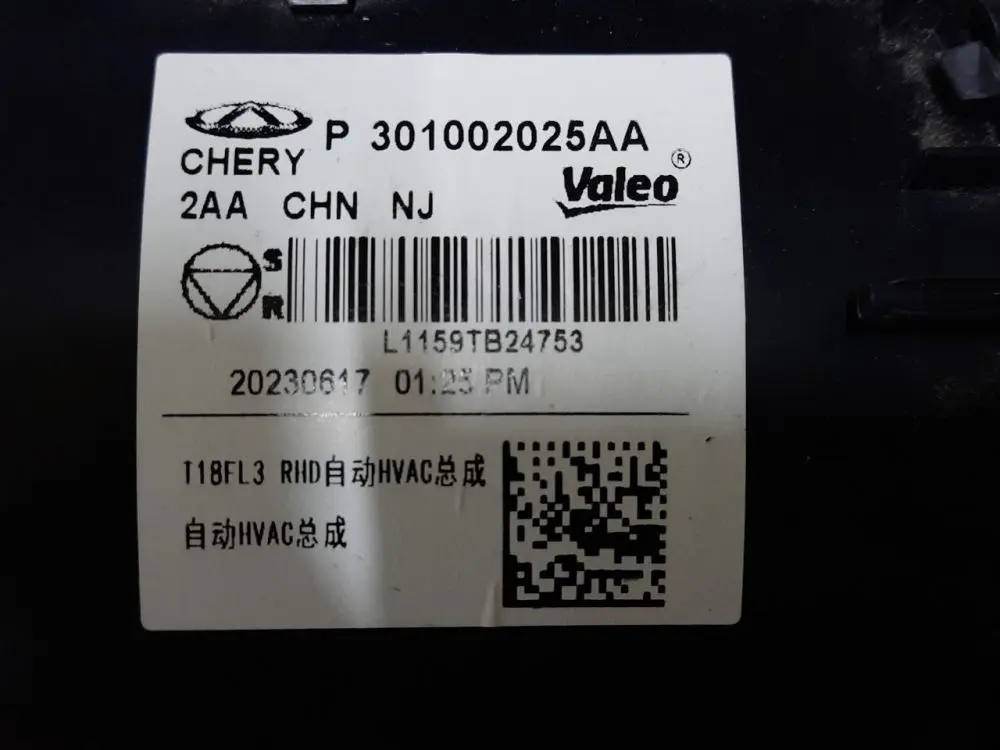 P 301002025AA
CHERY
Valeo®
2AA CHN NJ
S
R
L1159TB24753
20230617 01:25 PM
T18FL3 RHD自动HVAC总成
自动HVAC总成